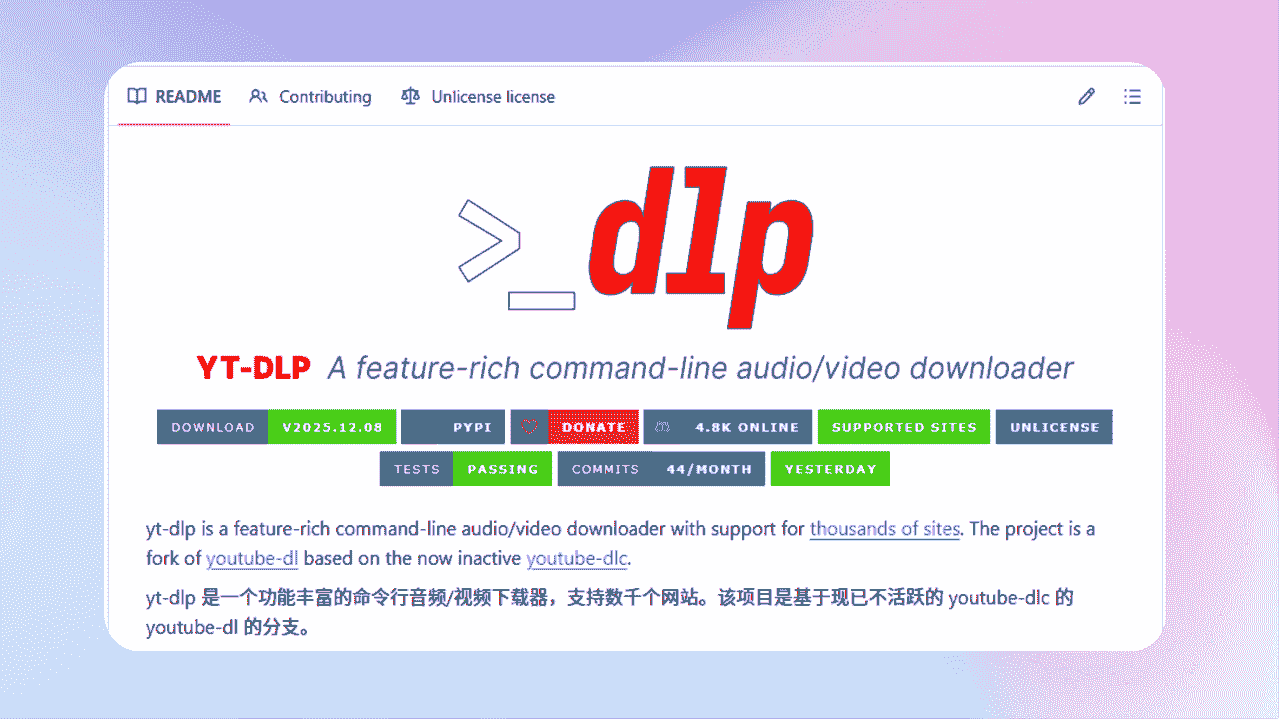 README Contributing Unlicense license
>_dlp
YT-DLP A feature-rich command-line audio/video downloader
DOWNLOAD V2025.12.08 PYPI DONATE 4.8K ONLINE SUPPORTED SITES UNLICENSE
TESTS PASSING COMMITS 44/MONTH YESTERDAY
yt-dlp is a feature-rich command-line audio/video downloader with support for thousands of sites. The project is a
fork of youtube-dl based on the now inactive youtube-dlc.
yt-dlp 是一个功能丰富的命令行音频/视频下载器，支持数千个网站。该项目是基于现已不活跃的 youtube-dlc 的
youtube-dl 的分支。